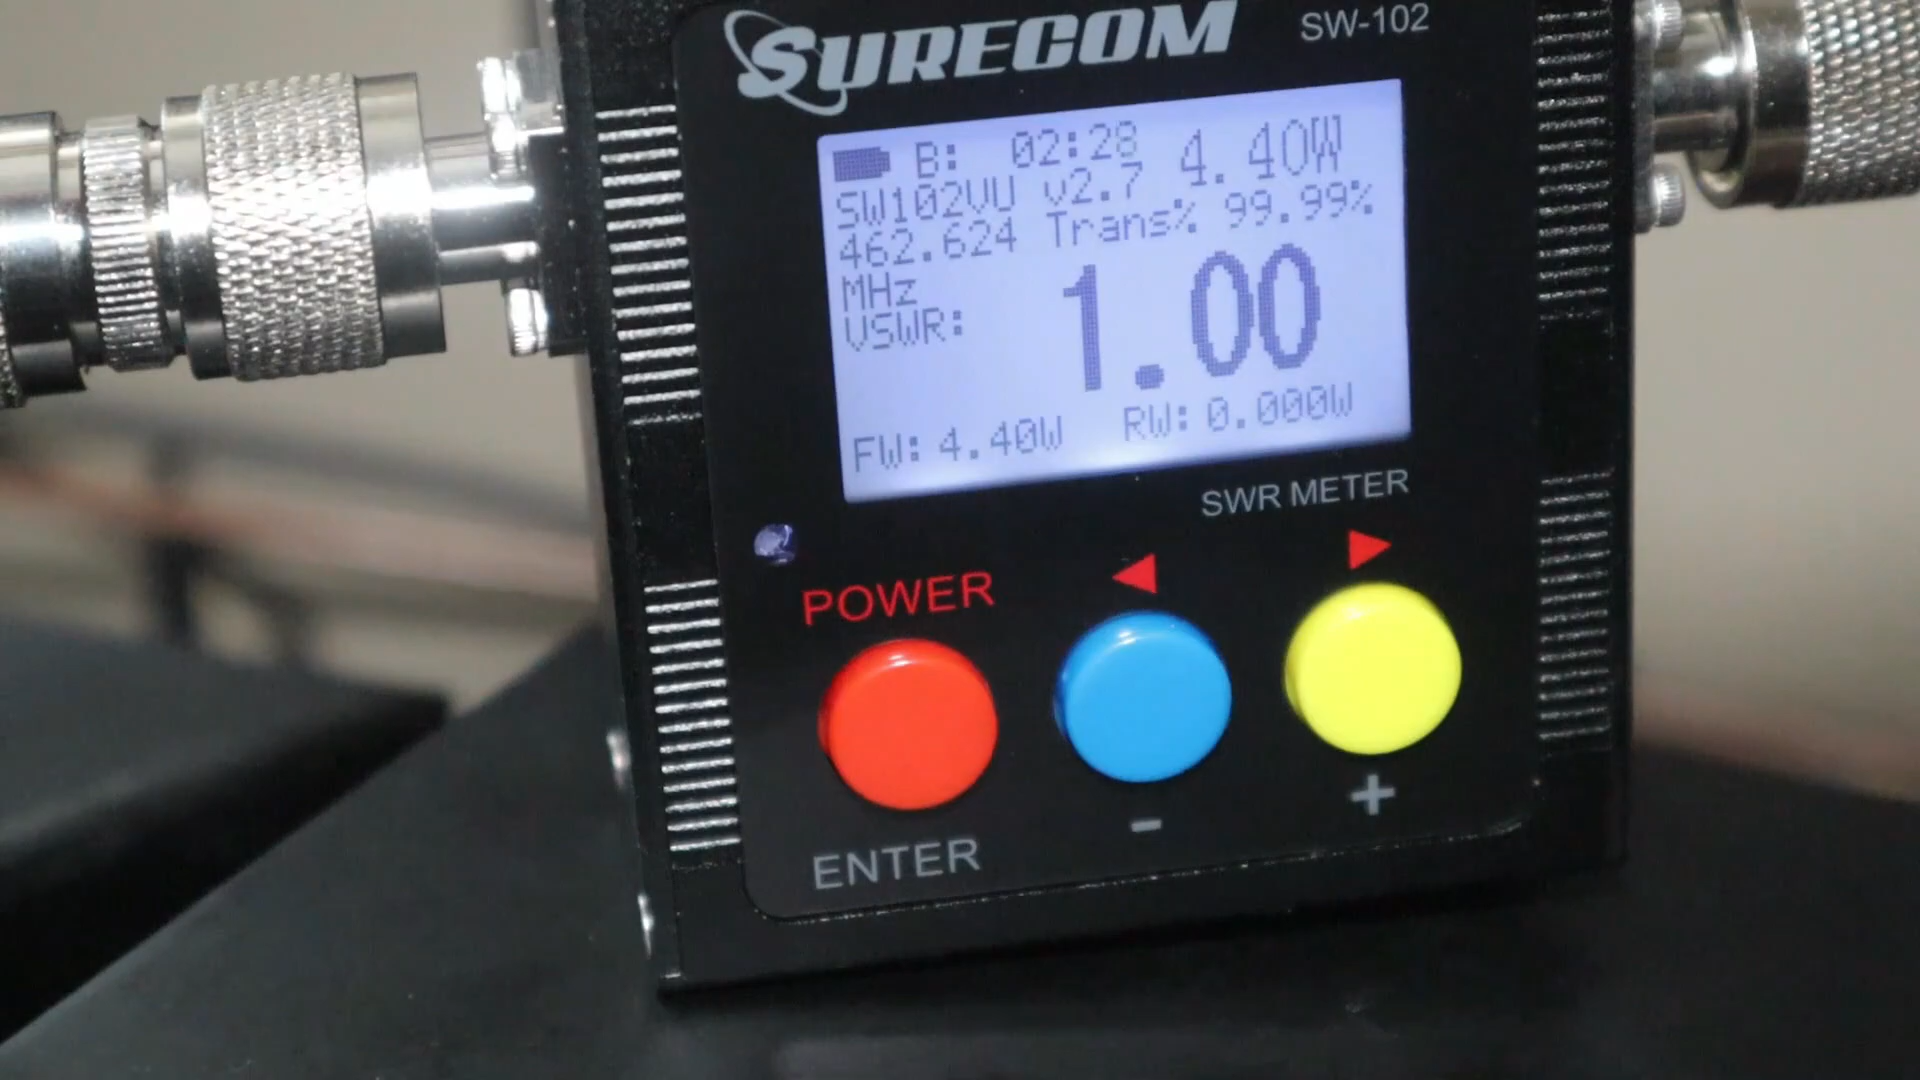 SURECOM SW-102
B: 02:28 4.40W
SW102VU v2.7
462.624 Trans% 99.99%
MHz
VSWR: 1.00
FW: 4.40W RW: 0.000W
SWR METER
POWER ◀ ▶
ENTER - +